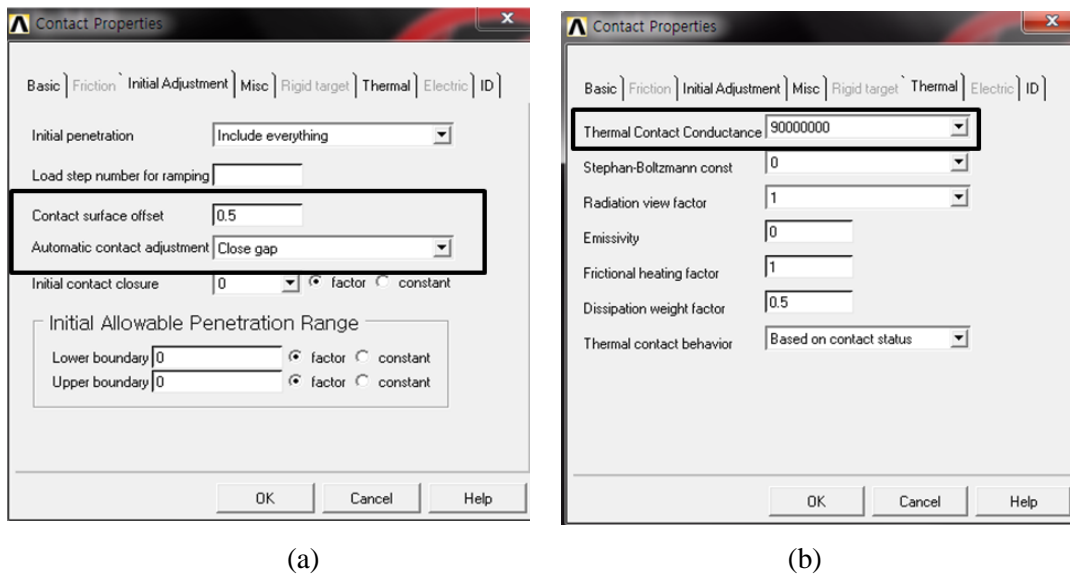 Contact Properties
Basic Friction Initial Adjustment Misc Rigid target Thermal Electric ID
Initial penetration Include everything
Load step number for ramping
Contact surface offset 0.5
Automatic contact adjustment Close gap
Initial contact closure 0 factor constant
Initial Allowable Penetration Range
Lower boundary 0 factor constant
Upper boundary 0 factor constant
OK Cancel Help
(a)
Contact Properties
Basic Friction Initial Adjustment Misc Rigid target Thermal Electric ID
Thermal Contact Conductance 90000000
Stephan-Boltzmann const 0
Radiation view factor 1
Emissivity 0
Frictional heating factor 1
Dissipation weight factor 0.5
Thermal contact behavior Based on contact status
OK Cancel Help
(b)